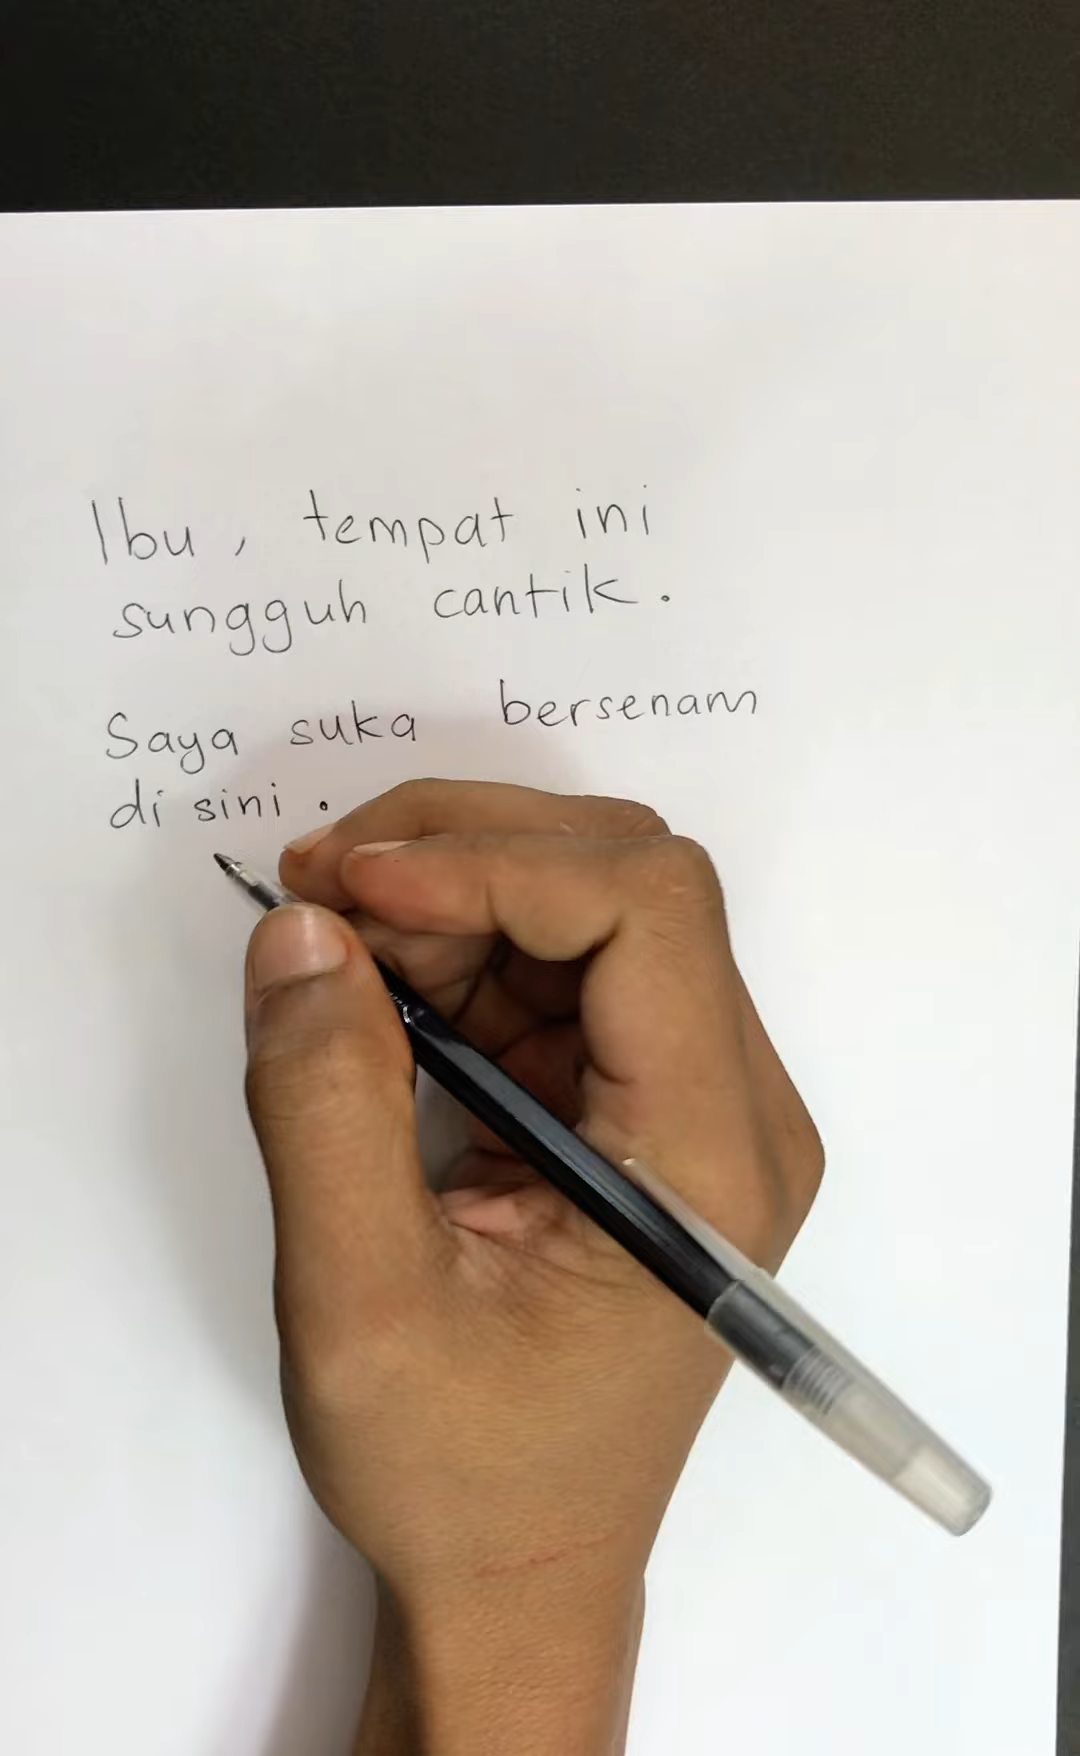 Ibu, tempat ini
sungguh cantik.
Saya suka bersenam
di sini.